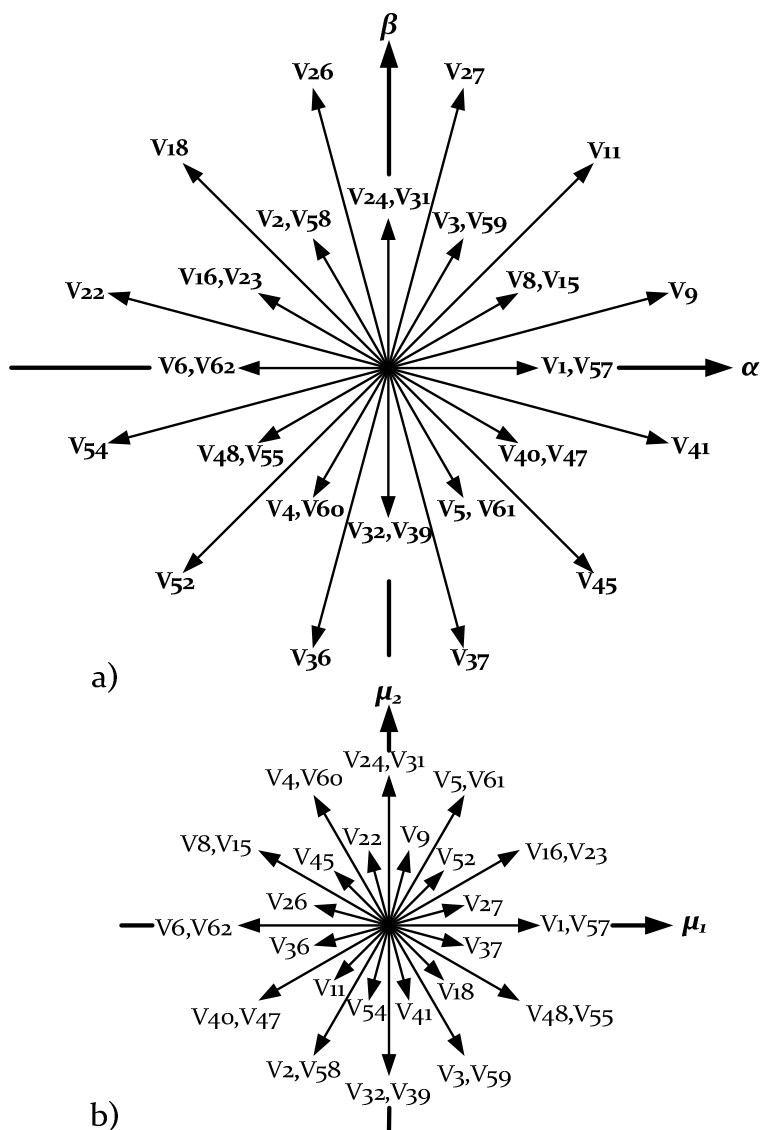 β
V26 V27
V18 V11
V24,V31
V2,V58 V3,V59
V16,V23 V8,V15
V22 V9
V6,V62 V1,V57 α
V54 V48,V55 V40,V47 V41
V4,V60 V5, V61
V32,V39
V52 V45
V36 V37
a)
μ2
V24,V31
V4,V60 V5,V61
V8,V15 V22 V9 V16,V23
V45 V52
V26 V27
V6,V62 V1,V57 μ1
V36 V37
V11 V18
V40,V47 V54 V41 V48,V55
V2,V58 V3,V59
V32,V39
b)